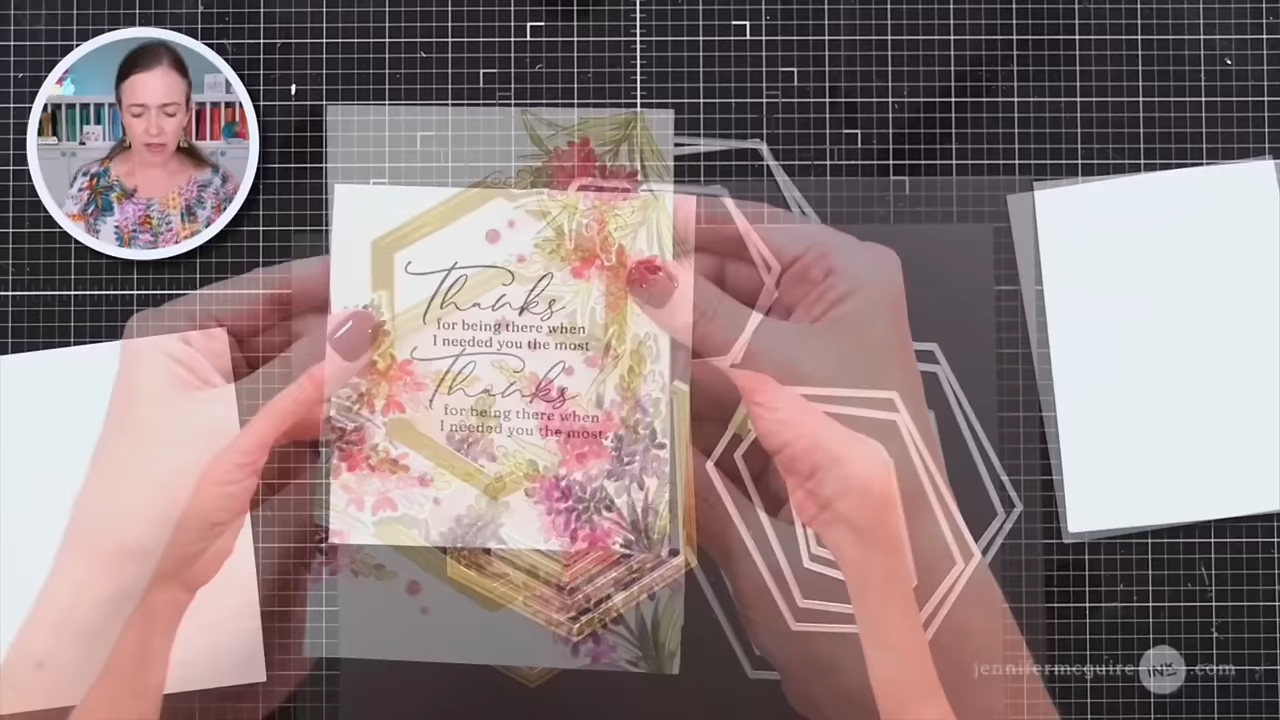 Thanks
for being there when
I needed you the most
Thanks
for being there when
I needed you the most
jennifermcguire INK .com